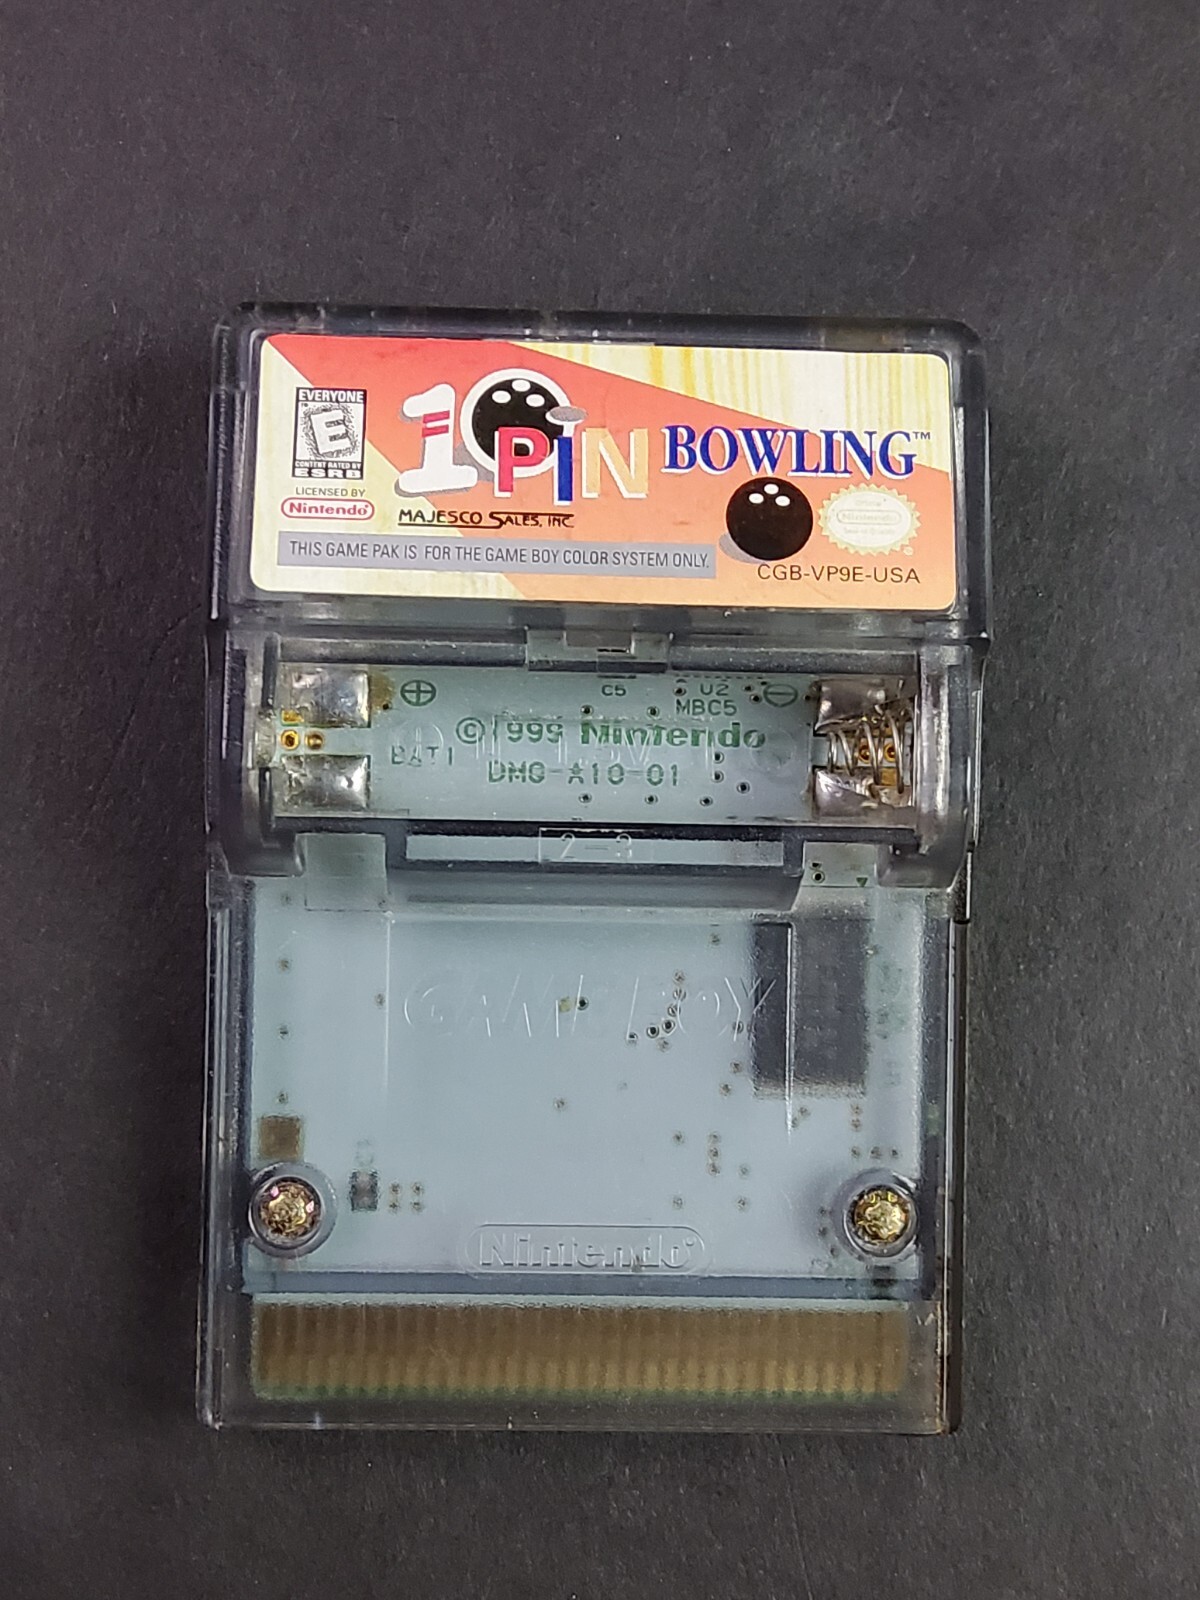 EVERYONE
E
CONTENT RATED BY
ESRB
LICENSED BY
Nintendo®
10 PIN BOWLING™
MAJESCO SALES, INC
THIS GAME PAK IS FOR THE GAME BOY COLOR SYSTEM ONLY.
Nintendo
CGB-VP9E-USA
C5
U2
MBC5
©1999 Nintendo
BAT1
DMG-A10-01
2-3
GAME BOY
Nintendo®